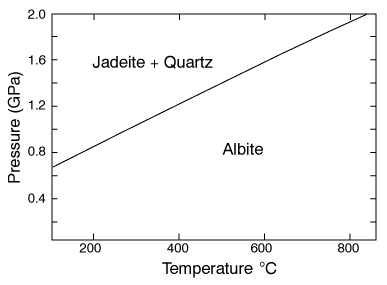 2.0
1.6
1.2
0.8
0.4
Pressure (GPa)
Jadeite + Quartz
Albite
200 400 600 800
Temperature °C